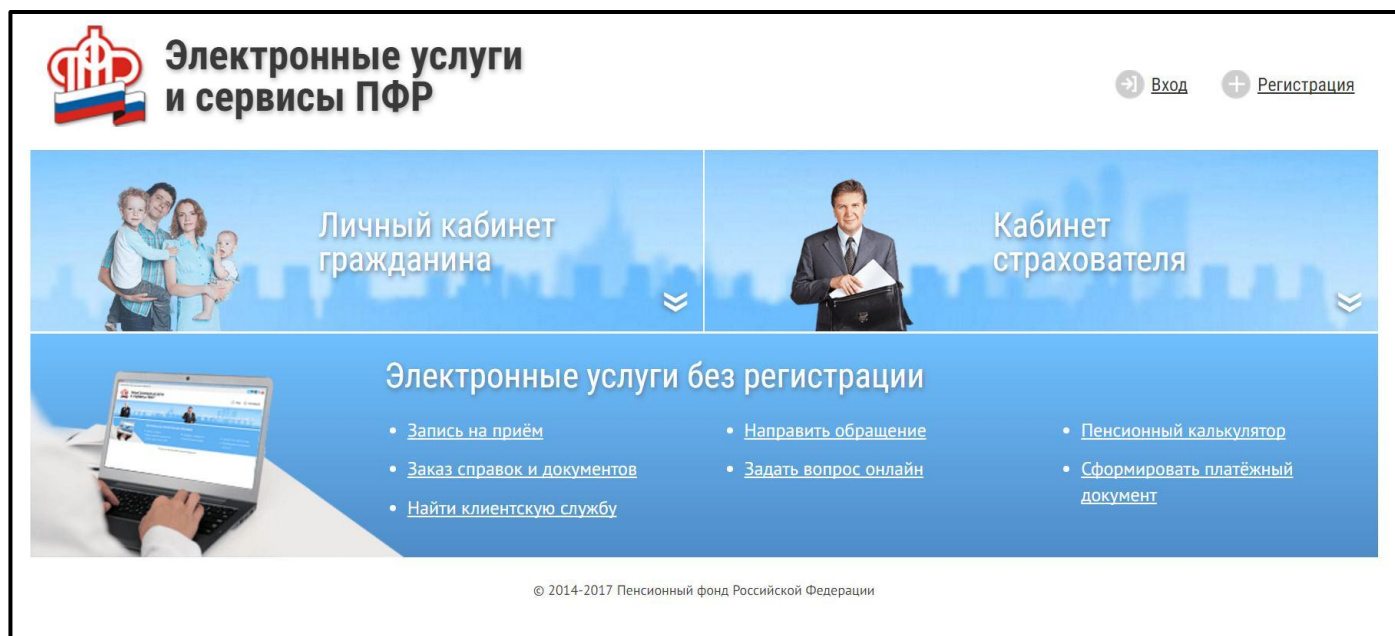 Электронные услуги
и сервисы ПФР
Вход
Регистрация
Личный кабинет
гражданина
Кабинет
страхователя
Электронные услуги без регистрации
Запись на приём
Направить обращение
Пенсионный калькулятор
Заказ справок и документов
Задать вопрос онлайн
Сформировать платёжный
документ
Найти клиентскую службу
© 2014-2017 Пенсионный фонд Российской Федерации